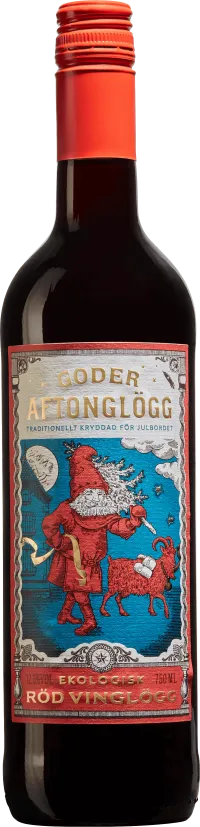 GODER
AFTONGLÖGG
TRADITIONELLT KRYDDAD FÖR JULBORDET
EKOLOGISK
750 ML
RÖD VINGLÖGG